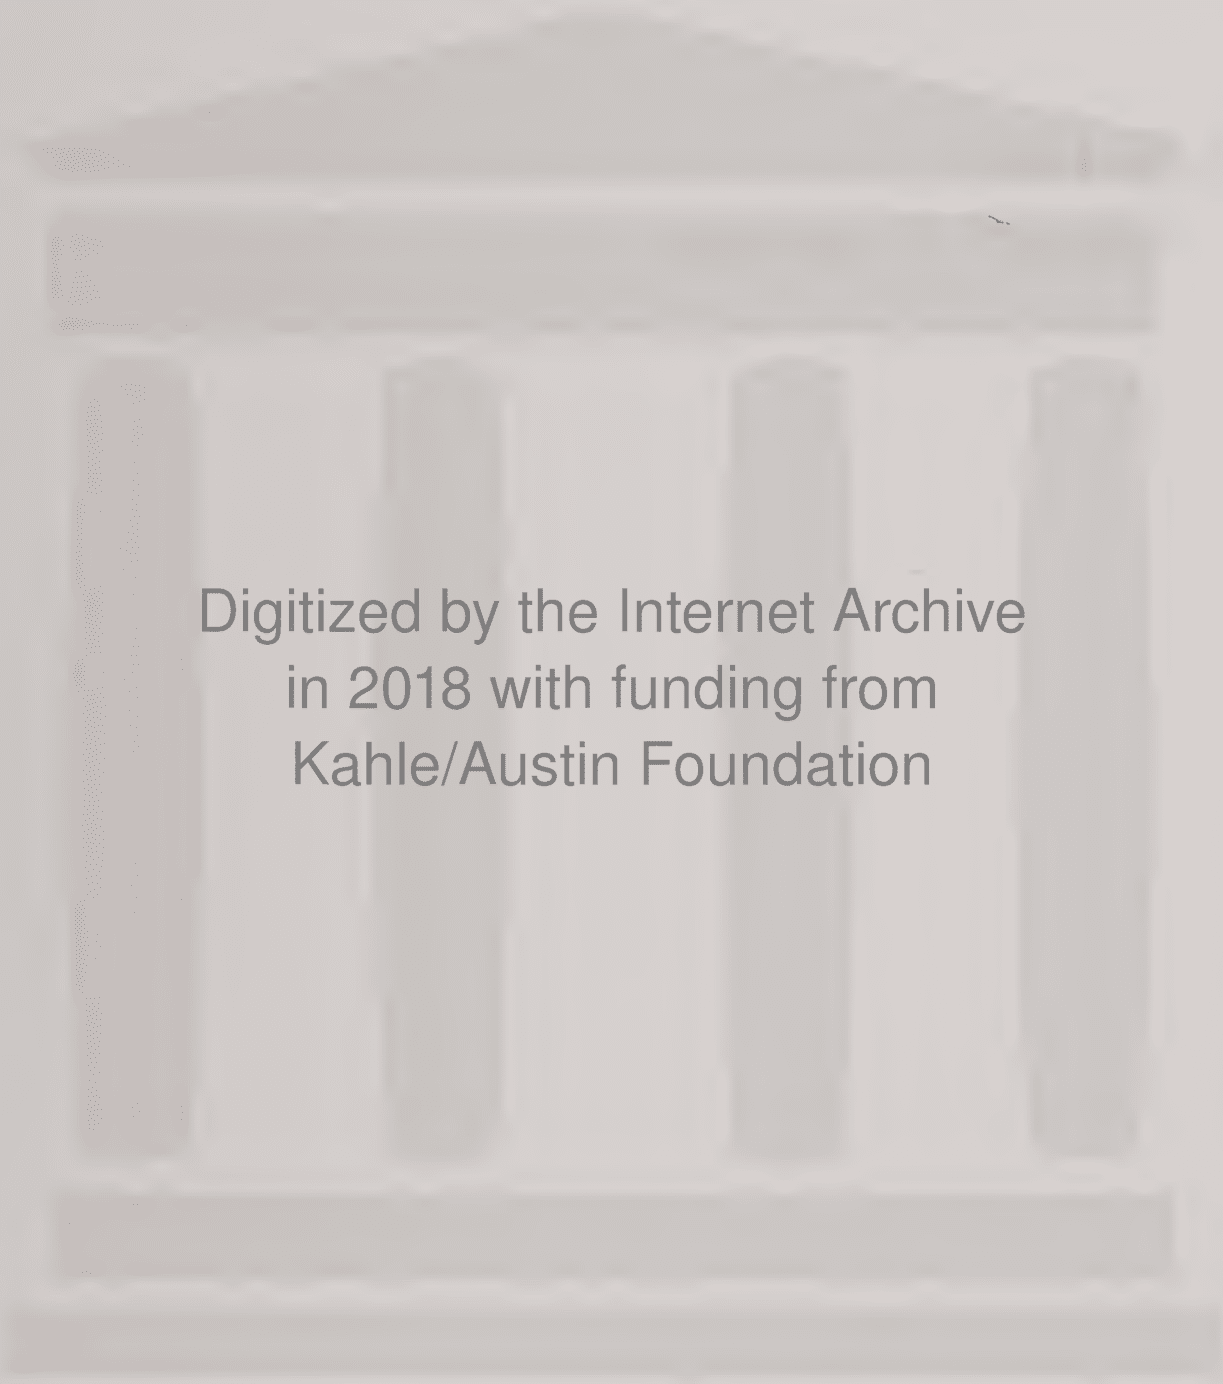 Digitized by the Internet Archive
in 2018 with funding from
Kahle/Austin Foundation